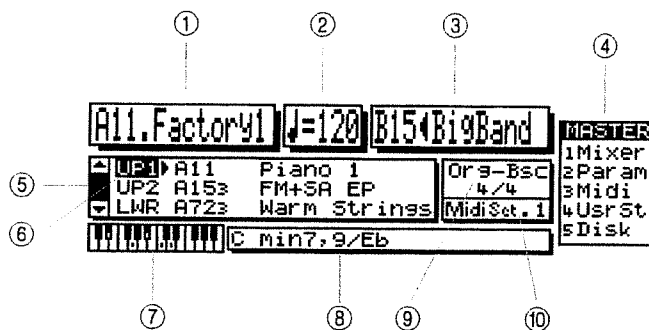 ① ② ③ ④
A11.Factory1 ♩=120 B15◀BigBand
MASTER
1Mixer
2Param
3Midi
4UsrSt
5Disk
⑤ ⑥
UP1▶A11 Piano 1
UP2 A153 FM+SA EP
LWR A723 Warm Strings
Org-Bsc
4/4
MidiSet.1
C min7,9/Eb
⑦ ⑧ ⑨ ⑩